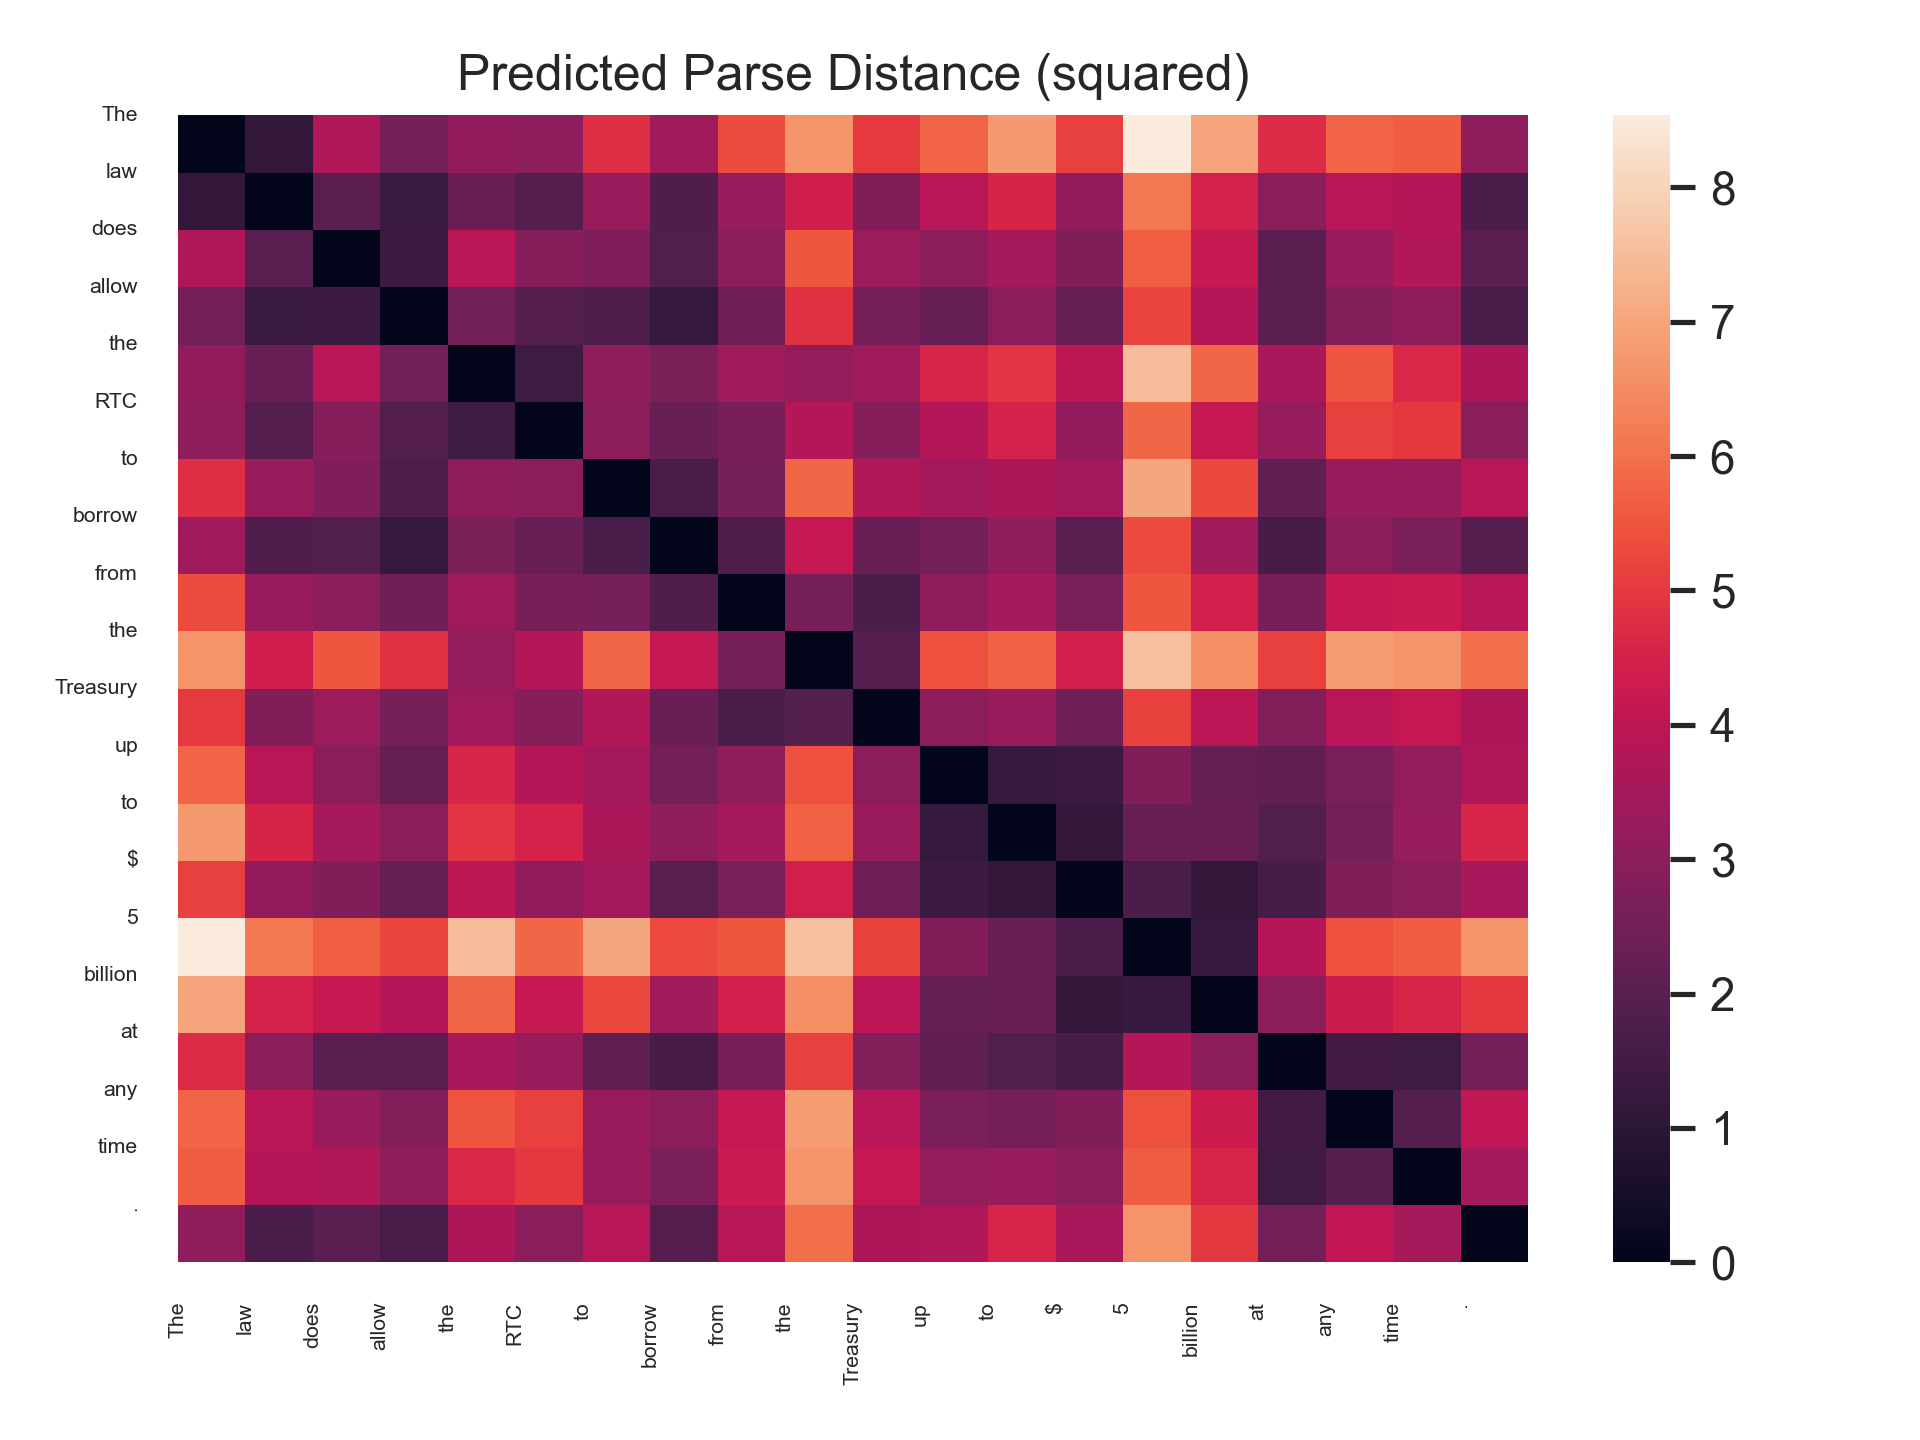 Predicted Parse Distance (squared)
The
law
does
allow
the
RTC
to
borrow
from
the
Treasury
up
to
$
5
billion
at
any
time
.
8
7
6
5
4
3
2
1
0
The
law
does
allow
the
RTC
to
borrow
from
the
Treasury
up
to
$
5
billion
at
any
time
.